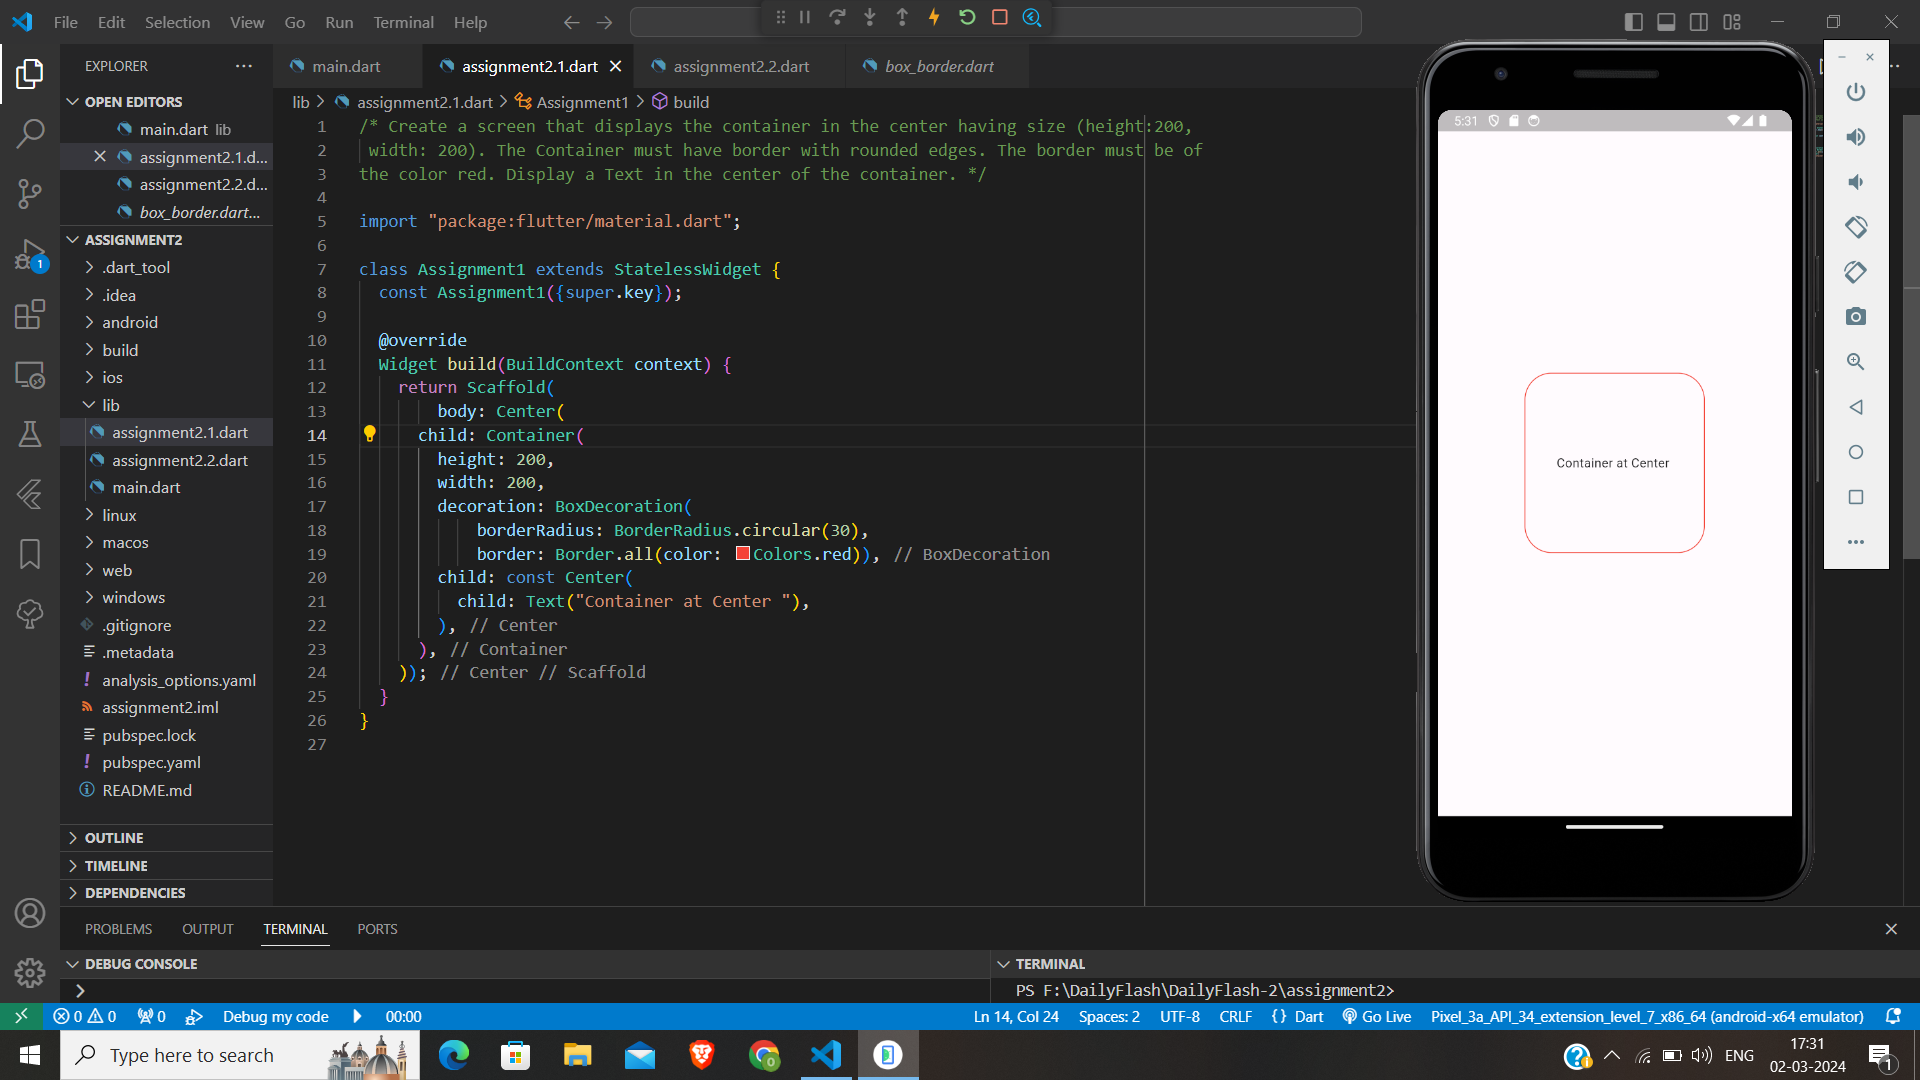 File Edit Selection View Go Run Terminal Help
EXPLORER
OPEN EDITORS
main.dart lib
assignment2.1.d...
assignment2.2.d...
box_border.dart...
ASSIGNMENT2
.dart_tool
.idea
android
build
ios
lib
assignment2.1.dart
assignment2.2.dart
main.dart
linux
macos
web
windows
.gitignore
.metadata
analysis_options.yaml
assignment2.iml
pubspec.lock
pubspec.yaml
README.md
OUTLINE
TIMELINE
DEPENDENCIES
1
main.dart assignment2.1.dart assignment2.2.dart box_border.dart
lib > assignment2.1.dart > Assignment1 > build
1 /* Create a screen that displays the container in the center having size (height:200,
2 width: 200). The Container must have border with rounded edges. The border must be of
3 the color red. Display a Text in the center of the container. */
4
5 import "package:flutter/material.dart";
6
7 class Assignment1 extends StatelessWidget {
8 const Assignment1({super.key});
9
10 @override
11 Widget build(BuildContext context) {
12 return Scaffold(
13 body: Center(
14 child: Container(
15 height: 200,
16 width: 200,
17 decoration: BoxDecoration(
18 borderRadius: BorderRadius.circular(30),
19 border: Border.all(color: Colors.red)), // BoxDecoration
20 child: const Center(
21 child: Text("Container at Center "),
22 ), // Center
23 ), // Container
24 )); // Center // Scaffold
25 }
26 }
27
5:31
Container at Center
PROBLEMS OUTPUT TERMINAL PORTS
DEBUG CONSOLE
>
TERMINAL
PS F:\DailyFlash\DailyFlash-2\assignment2>
0 0 0 Debug my code 00:00 Ln 14, Col 24 Spaces: 2 UTF-8 CRLF {} Dart Go Live Pixel_3a_API_34_extension_level_7_x86_64 (android-x64 emulator)
Type here to search
ENG
17:31
02-03-2024
1